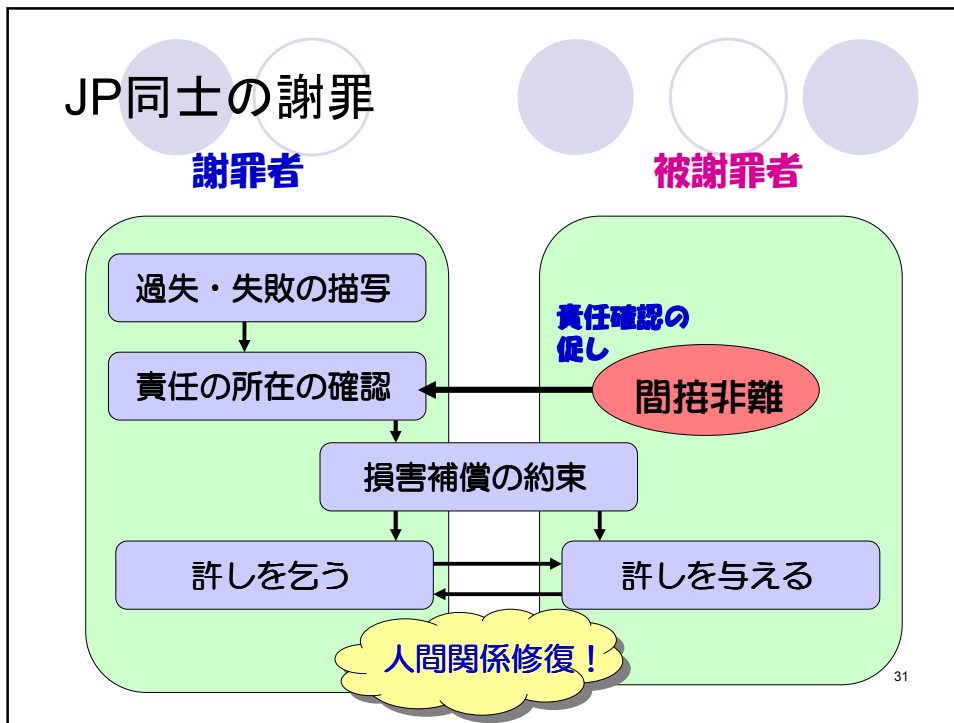 JP同士の謝罪
謝罪者
被謝罪者
過失・失敗の描写
責任確認の
促し
責任の所在の確認
間接非難
損害補償の約束
許しを乞う
許しを与える
人間関係修復！
31